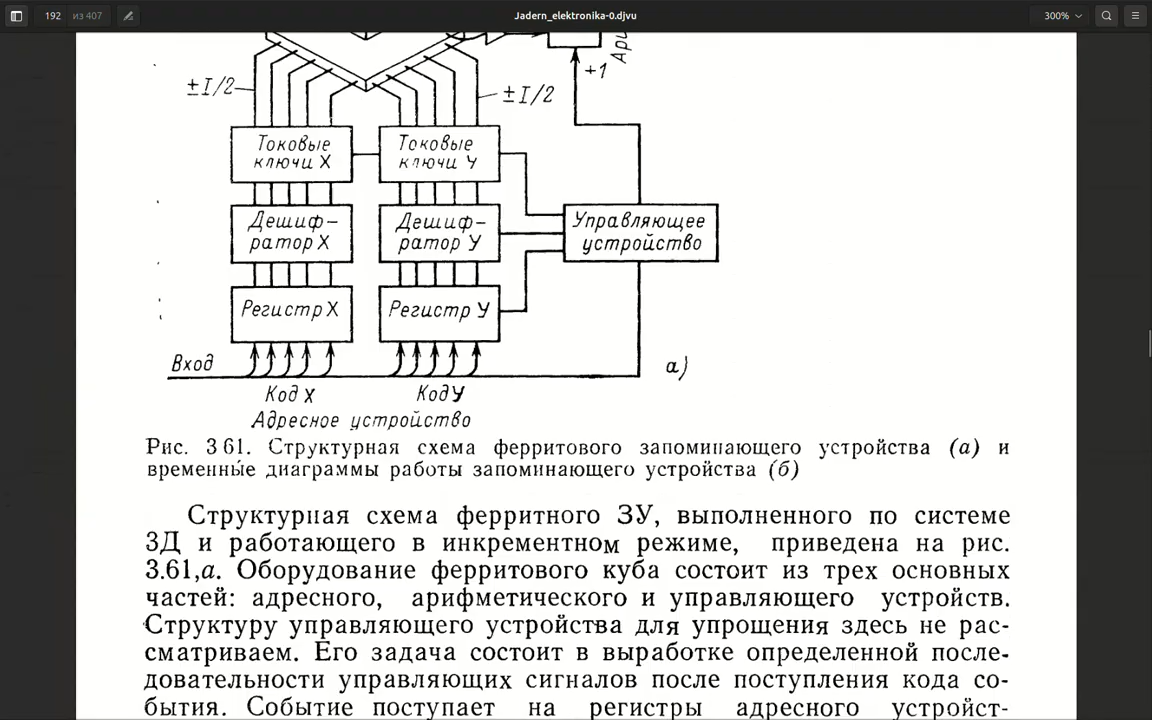 192
из 407
Jadern_elektronika-0.djvu
300%
Ари
+1
±I/2
±I/2
Токовые
ключи X
Токовые
ключи У
Дешиф-
ратор X
Дешиф-
ратор У
Управляющее
устройство
Регистр X
Регистр У
Вход
а)
Код X
Код У
Адресное устройство
Рис. 3 61. Структурная схема ферритового запоминающего устройства (а) и
временные диаграммы работы запоминающего устройства (б)
Структурная схема ферритного ЗУ, выполненного по системе
3Д и работающего в инкрементном режиме, приведена на рис.
3.61,а. Оборудование ферритового куба состоит из трех основных
частей: адресного, арифметического и управляющего устройств.
Структуру управляющего устройства для упрощения здесь не рас-
сматриваем. Его задача состоит в выработке определенной после-
довательности управляющих сигналов после поступления кода со-
бытия. Событие поступает на регистры адресного устройст-